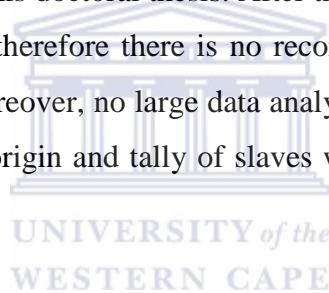 his doctoral thesis. After t
therefore there is no reco
reover, no large data analy
origin and tally of slaves w
UNIVERSITY of the
WESTERN CAPE